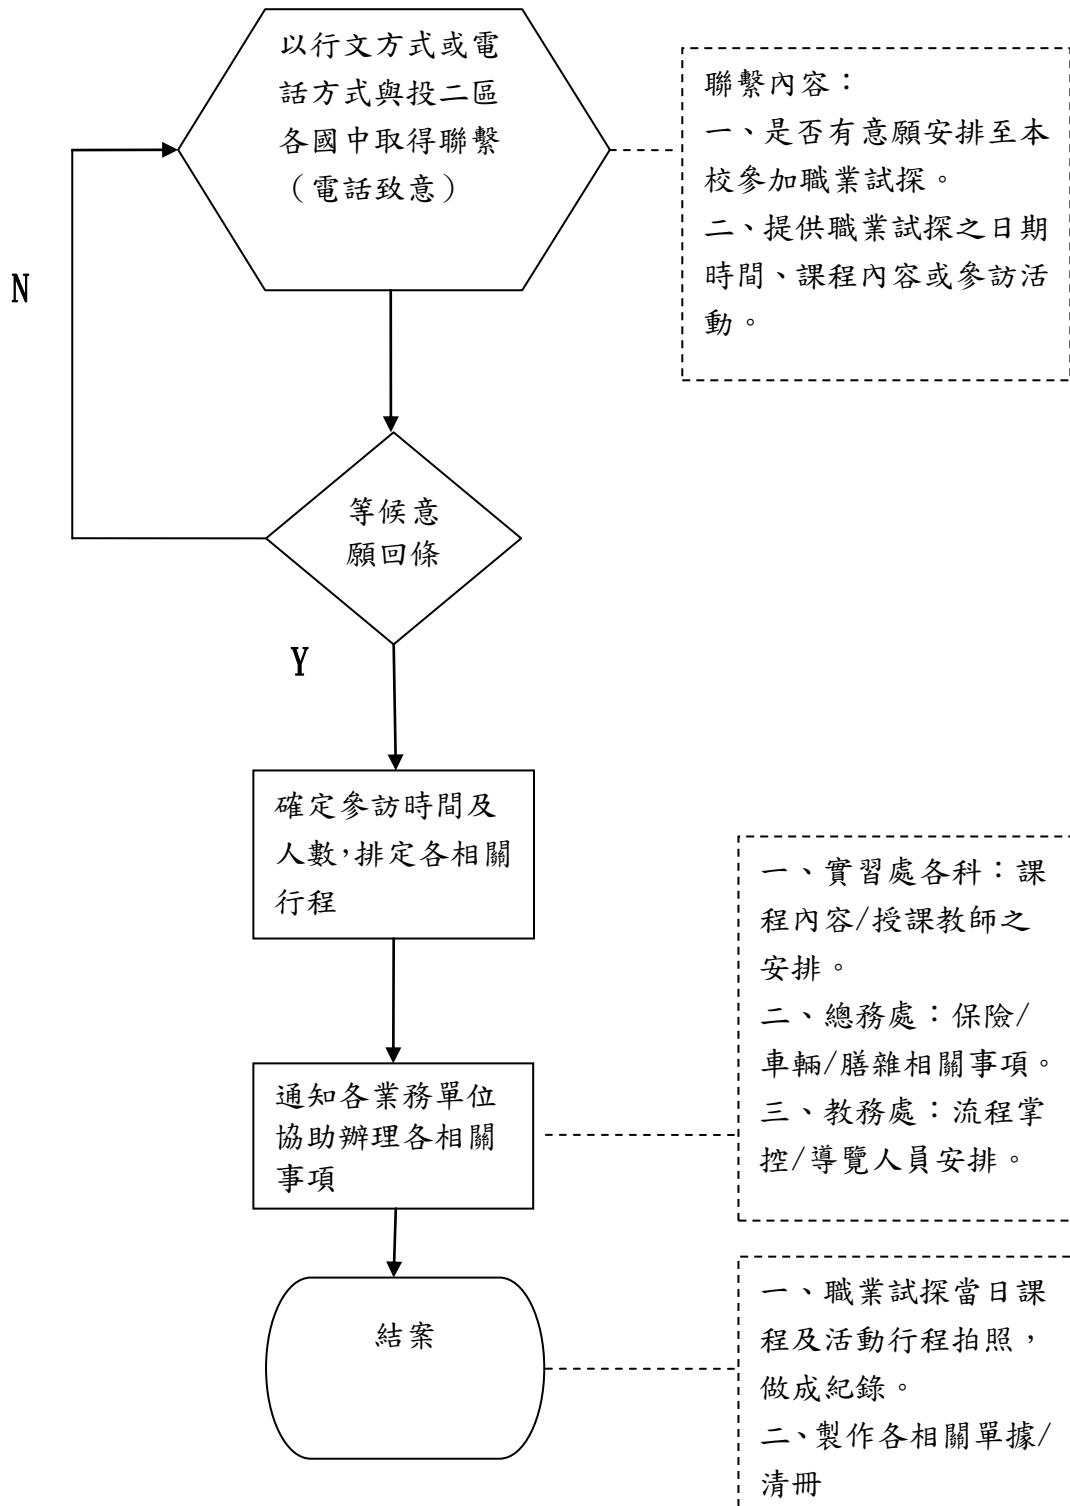 以行文方式或電
話方式與投二區
各國中取得聯繫
（電話致意）
聯繫內容：
一、是否有意願安排至本
校參加職業試探。
二、提供職業試探之日期
時間、課程內容或參訪活
動。
N
等候意
願回條
Y
確定參訪時間及
人數，排定各相關
行程
一、實習處各科：課
程內容/授課教師之
安排。
二、總務處：保險/
車輛/膳雜相關事項。
三、教務處：流程掌
控/導覽人員安排。
通知各業務單位
協助辦理各相關
事項
結案
一、職業試探當日課
程及活動行程拍照，
做成紀錄。
二、製作各相關單據/
清冊